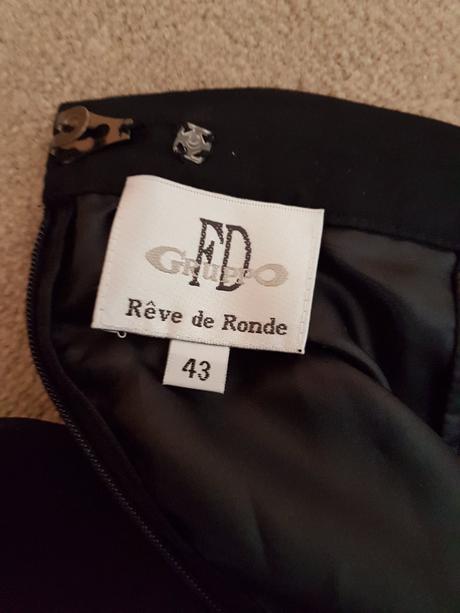 FD
GRUPPO
Rêve de Ronde
43